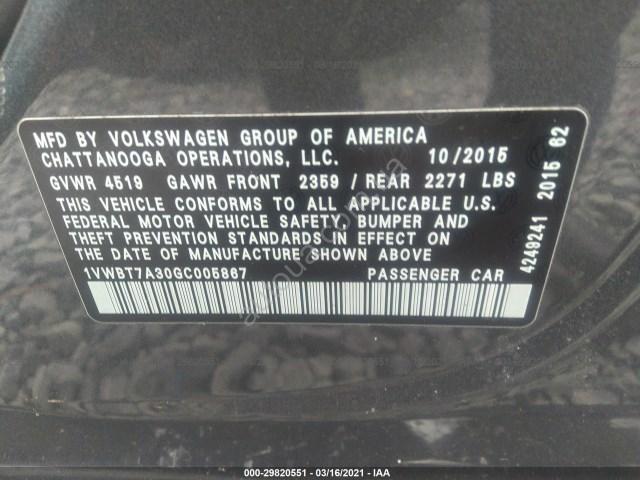 MFD BY VOLKSWAGEN GROUP OF AMERICA
CHATTANOOGA OPERATIONS, LLC. 10/2015
GVWR 4519 GAWR FRONT 2359 / REAR 2271 LBS
THIS VEHICLE CONFORMS TO ALL APPLICABLE U.S.
FEDERAL MOTOR VEHICLE SAFETY, BUMPER AND
THEFT PREVENTION STANDARDS IN EFFECT ON
THE DATE OF MANUFACTURE SHOWN ABOVE
1VWBT7A30GC005867 PASSENGER CAR
4249241 2015 62
000-29820551 - 03/16/2021 - IAA